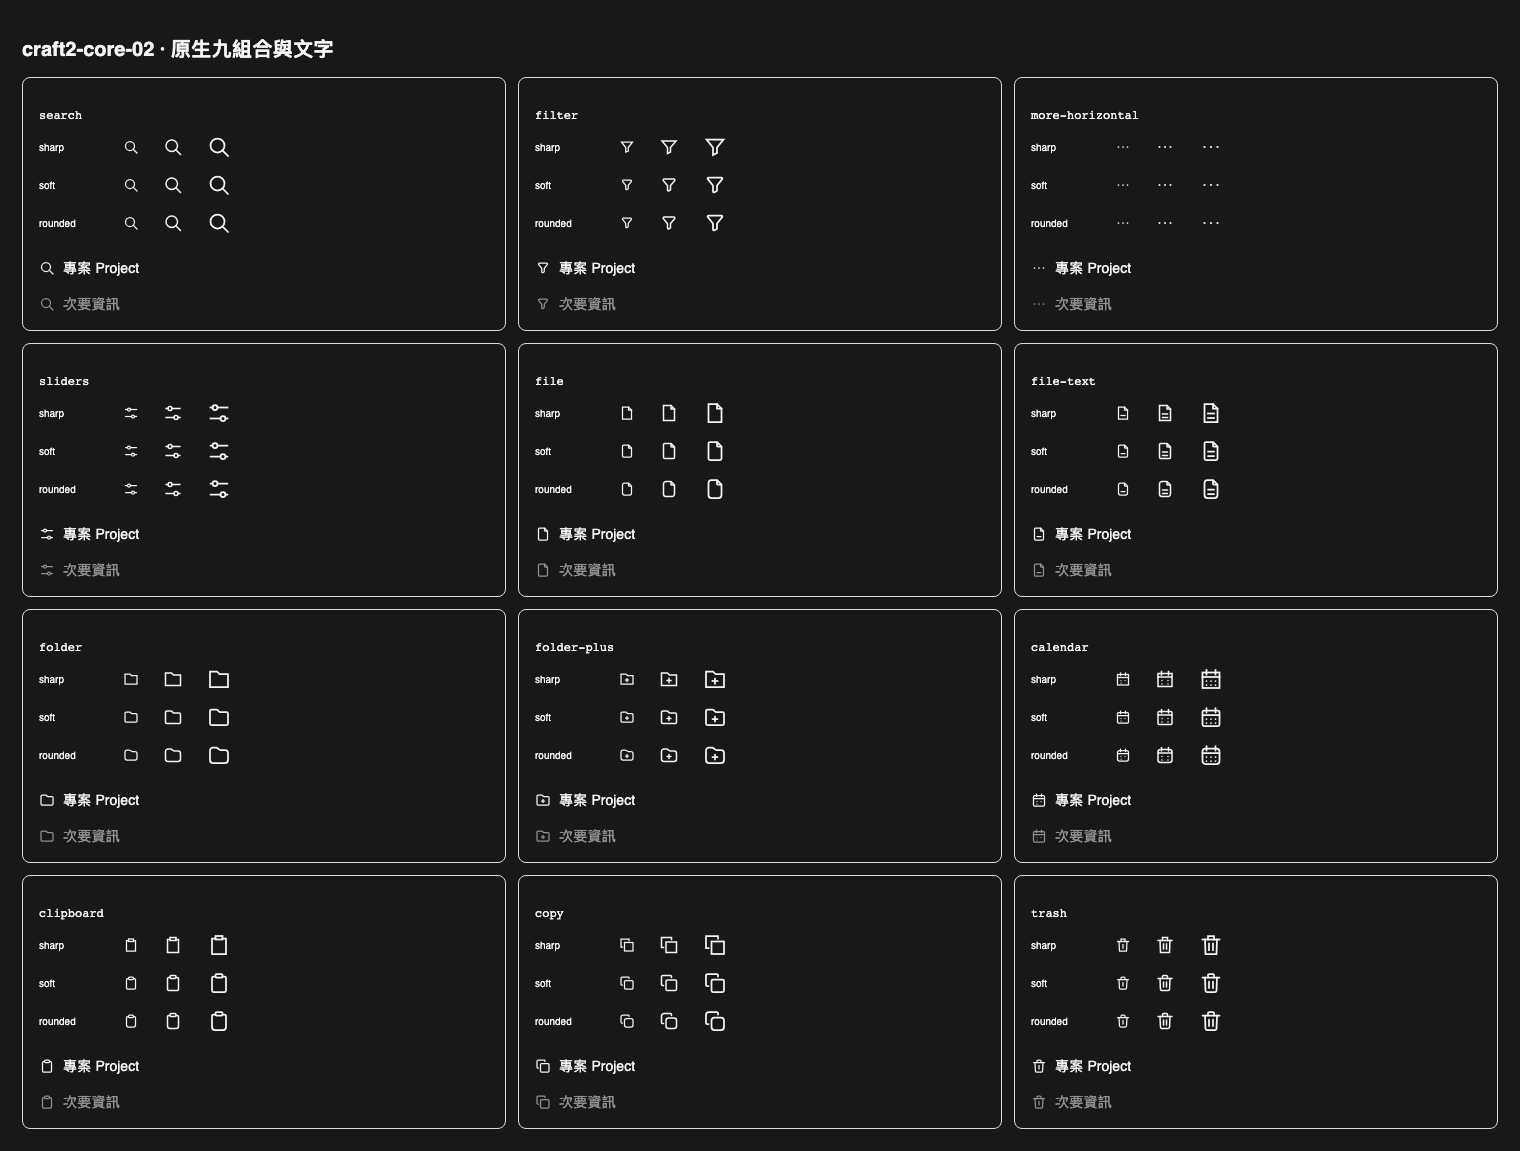 craft2-core-02 · 原生九組合與文字
search
sharp
soft
rounded
專案 Project
次要資訊
filter
sharp
soft
rounded
專案 Project
次要資訊
more-horizontal
sharp
soft
rounded
專案 Project
次要資訊
sliders
sharp
soft
rounded
專案 Project
次要資訊
file
sharp
soft
rounded
專案 Project
次要資訊
file-text
sharp
soft
rounded
專案 Project
次要資訊
folder
sharp
soft
rounded
專案 Project
次要資訊
folder-plus
sharp
soft
rounded
專案 Project
次要資訊
calendar
sharp
soft
rounded
專案 Project
次要資訊
clipboard
sharp
soft
rounded
專案 Project
次要資訊
copy
sharp
soft
rounded
專案 Project
次要資訊
trash
sharp
soft
rounded
專案 Project
次要資訊